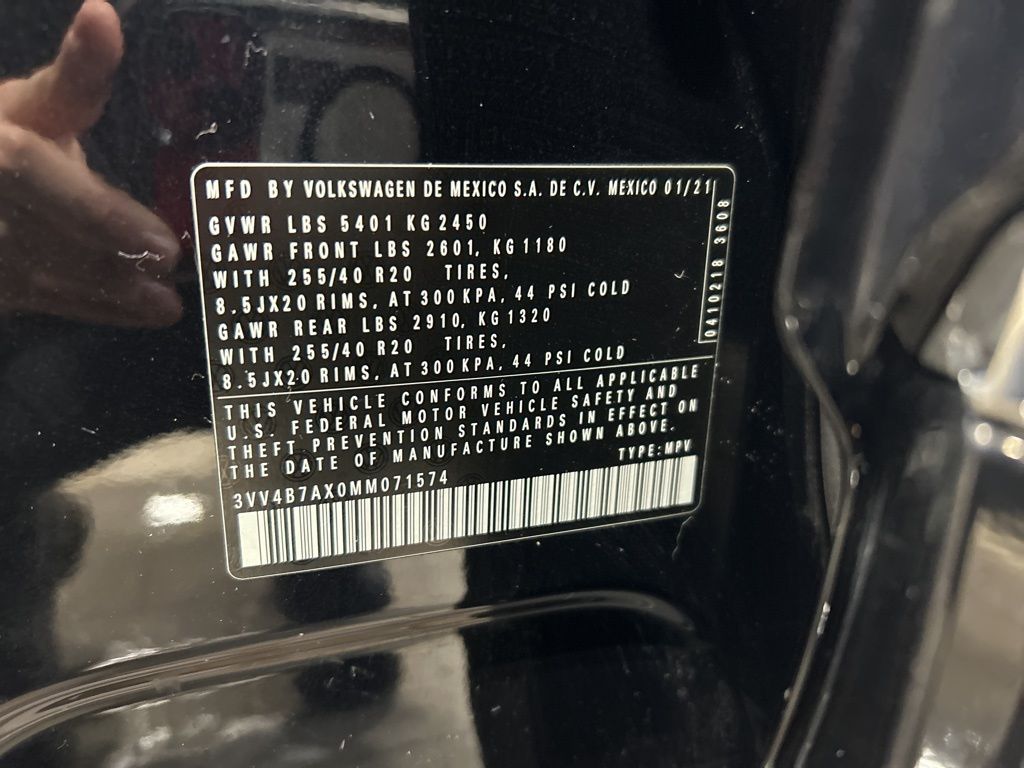 MFD BY VOLKSWAGEN DE MEXICO S.A. DE C.V. MEXICO 01/21
GVWR LBS 5401 KG 2450
GAWR FRONT LBS 2601, KG 1180
WITH 255/40 R20 TIRES,
8.5JX20 RIMS, AT 300 KPA, 44 PSI COLD
GAWR REAR LBS 2910, KG 1320
WITH 255/40 R20 TIRES,
8.5JX20 RIMS, AT 300 KPA, 44 PSI COLD
0410218 3608
THIS VEHICLE CONFORMS TO ALL APPLICABLE
U.S. FEDERAL MOTOR VEHICLE SAFETY AND
THEFT PREVENTION STANDARDS IN EFFECT ON
THE DATE OF MANUFACTURE SHOWN ABOVE.
TYPE:MPV
3VV4B7AX0MM071574